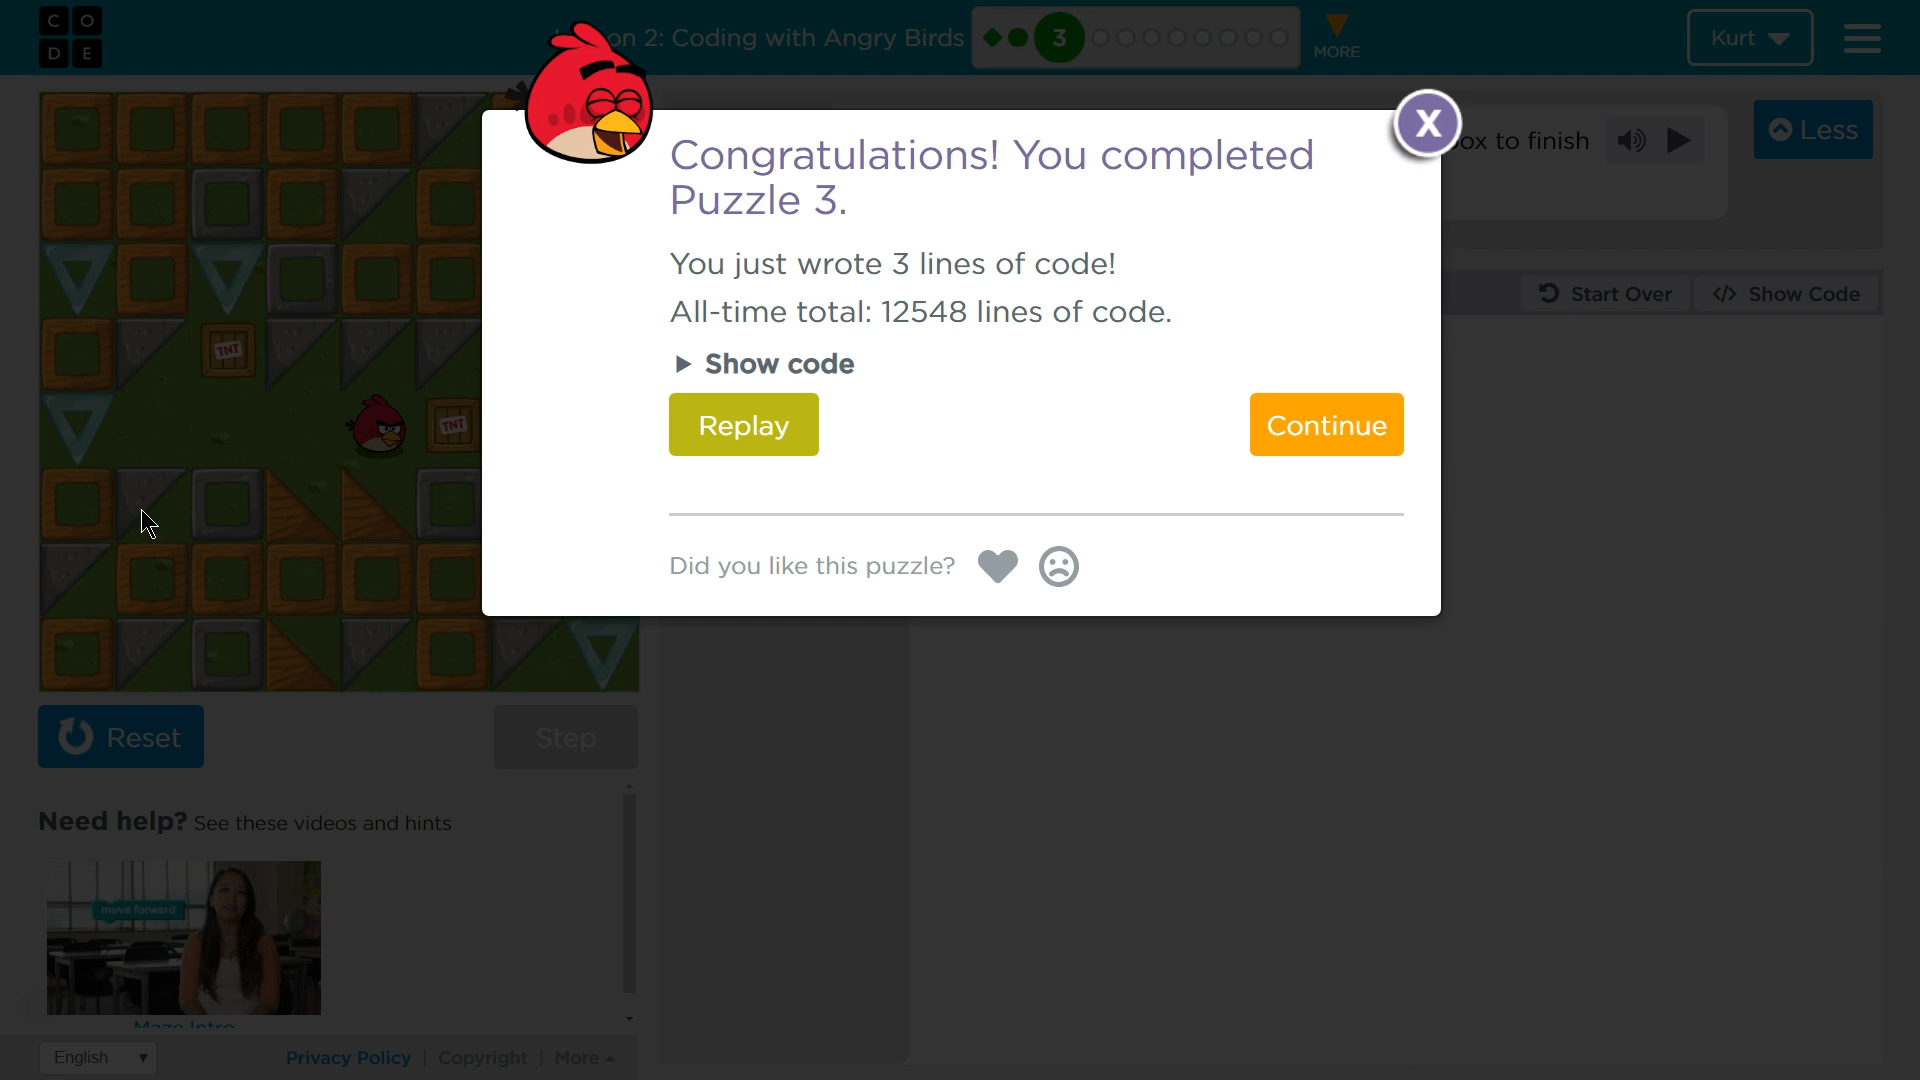 C O
D E
on 2: Coding with Angry Birds
3
MORE
Kurt
X
Congratulations! You completed
Puzzle 3.
box to finish
Less
You just wrote 3 lines of code!
All-time total: 12548 lines of code.
Start Over
</> Show Code
TNT
Show code
TNT
Replay
Continue
Did you like this puzzle?
Reset
Step
Need help? See these videos and hints
move forward
Maze Intro
English
Privacy Policy | Copyright | More